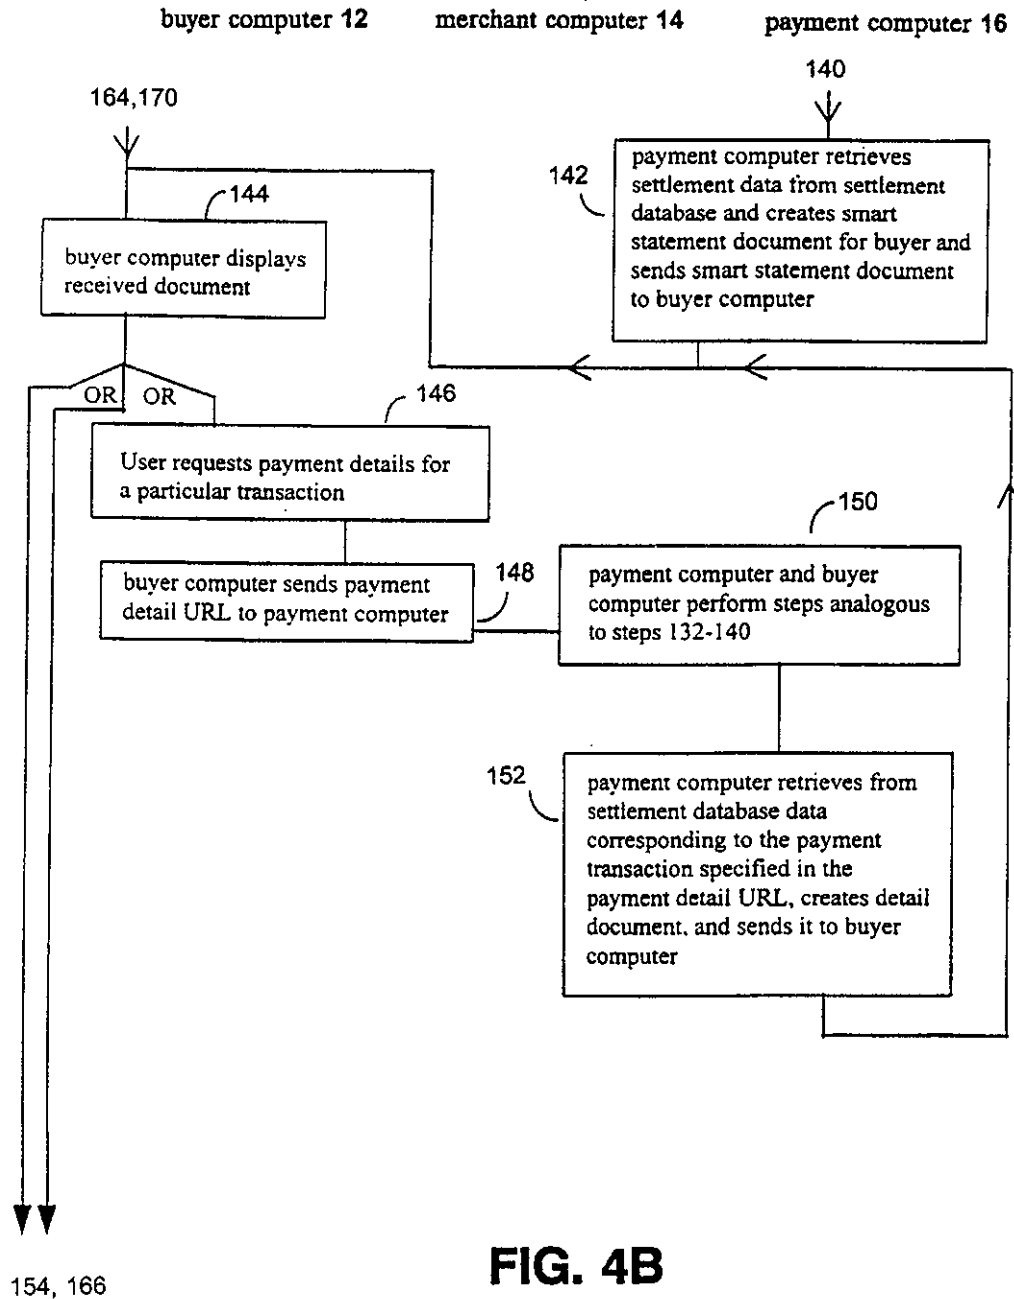 buyer computer 12 merchant computer 14 payment computer 16
140
164,170
payment computer retrieves
settlement data from settlement
database and creates smart
statement document for buyer and
sends smart statement document
to buyer computer
142
144
buyer computer displays
received document
OR OR
146
User requests payment details for
a particular transaction
150
buyer computer sends payment
detail URL to payment computer
148
payment computer and buyer
computer perform steps analogous
to steps 132-140
152
payment computer retrieves from
settlement database data
corresponding to the payment
transaction specified in the
payment detail URL, creates detail
document, and sends it to buyer
computer
154, 166
FIG. 4B